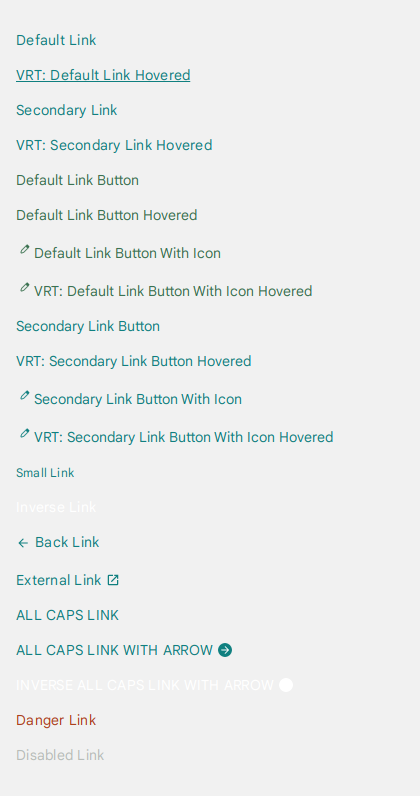 Default Link
VRT: Default Link Hovered
Secondary Link
VRT: Secondary Link Hovered
Default Link Button
Default Link Button Hovered
Default Link Button With Icon
VRT: Default Link Button With Icon Hovered
Secondary Link Button
VRT: Secondary Link Button Hovered
Secondary Link Button With Icon
VRT: Secondary Link Button With Icon Hovered
Small Link
Inverse Link
Back Link
External Link
ALL CAPS LINK
ALL CAPS LINK WITH ARROW
INVERSE ALL CAPS LINK WITH ARROW
Danger Link
Disabled Link